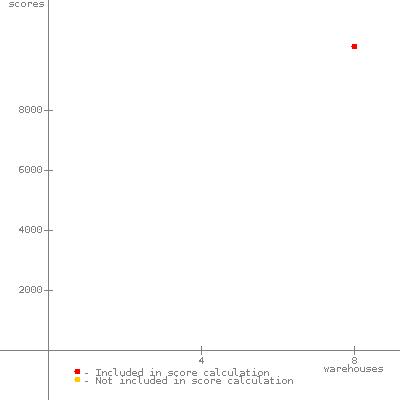 scores
8000
6000
4000
2000
4
8
warehouses
- Included in score calculation
- Not included in score calculation